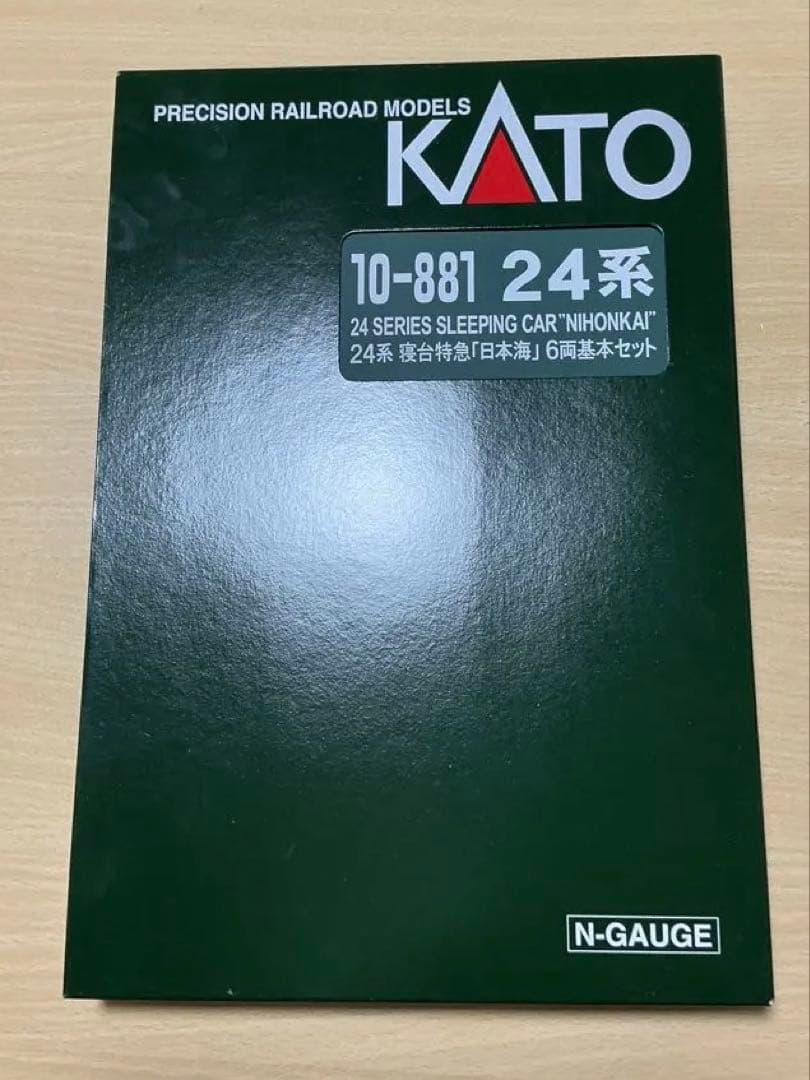 PRECISION RAILROAD MODELS
KATO
10-881 24系
24 SERIES SLEEPING CAR"NIHONKAI"
24系 寝台特急「日本海」6両基本セット
N-GAUGE